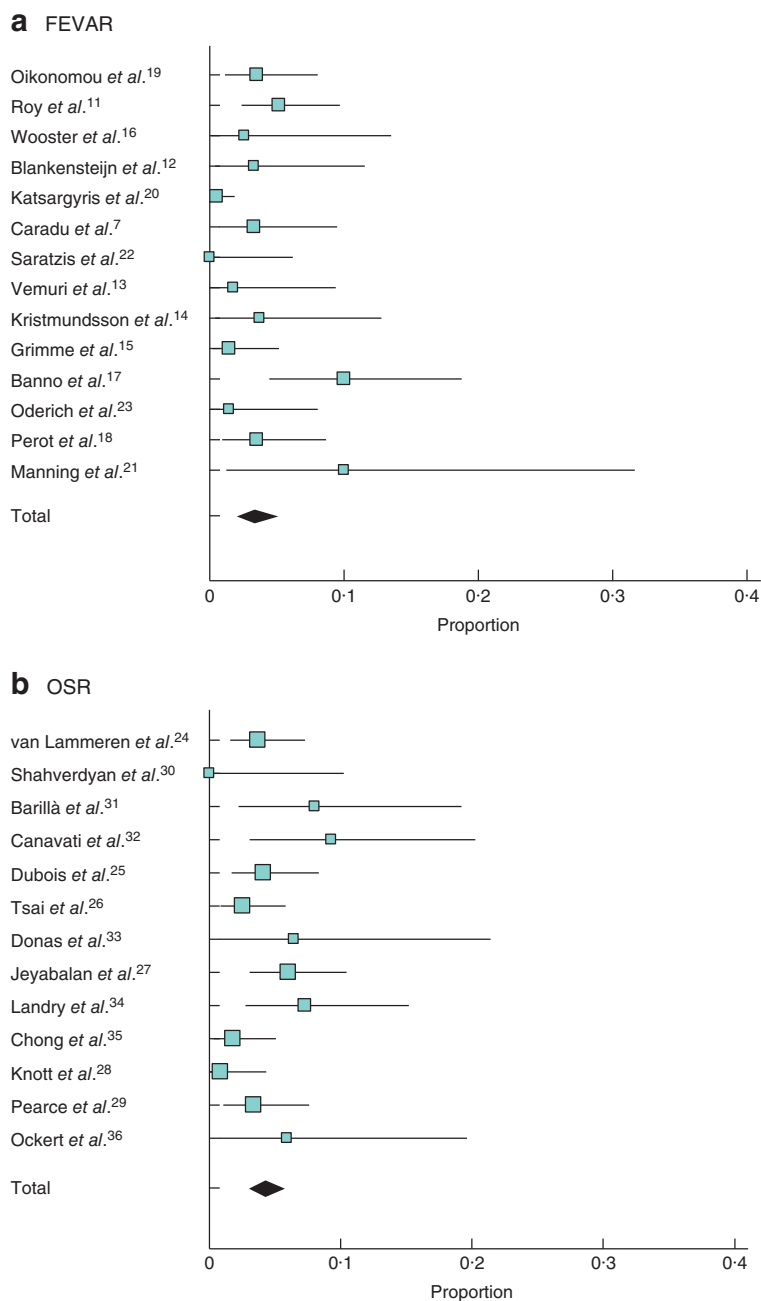 a FEVAR
Oikonomou et al.19
Roy et al.11
Wooster et al.16
Blankensteijn et al.12
Katsargyris et al.20
Caradu et al.7
Saratzis et al.22
Vemuri et al.13
Kristmundsson et al.14
Grimme et al.15
Banno et al.17
Oderich et al.23
Perot et al.18
Manning et al.21
Total
0 0·1 0·2 0·3 0·4
Proportion
b OSR
van Lammeren et al.24
Shahverdyan et al.30
Barillà et al.31
Canavati et al.32
Dubois et al.25
Tsai et al.26
Donas et al.33
Jeyabalan et al.27
Landry et al.34
Chong et al.35
Knott et al.28
Pearce et al.29
Ockert et al.36
Total
0 0·1 0·2 0·3 0·4
Proportion